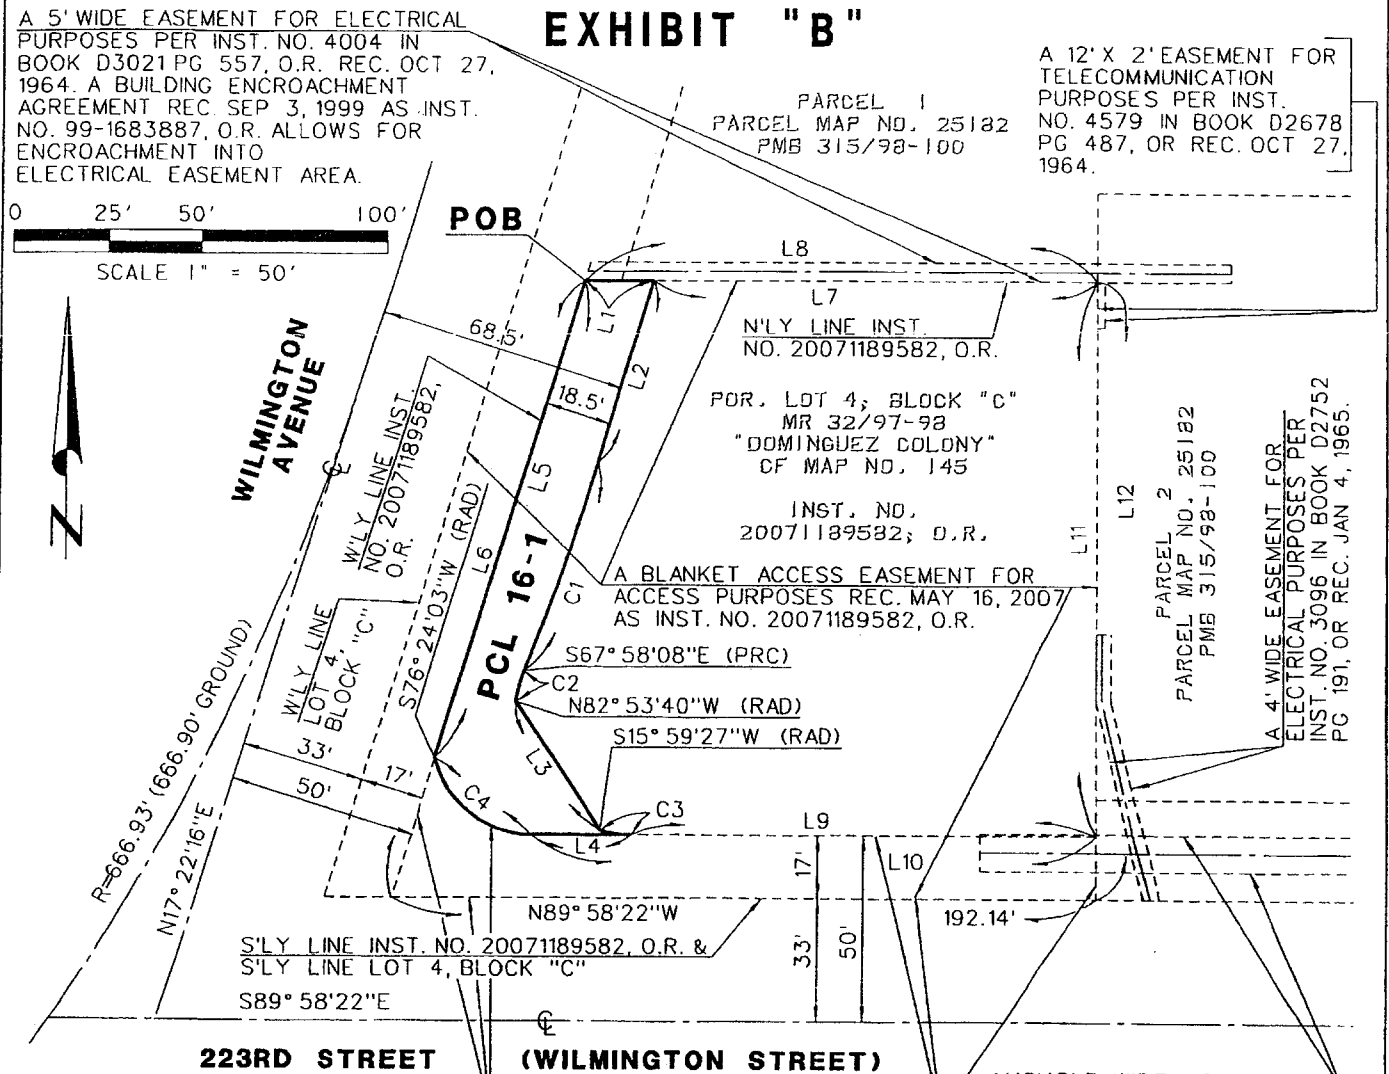 EXHIBIT "B"
A 5' WIDE EASEMENT FOR ELECTRICAL
PURPOSES PER INST. NO. 4004 IN
BOOK D3021 PG 557, O.R. REC. OCT 27,
1964. A BUILDING ENCROACHMENT
AGREEMENT REC. SEP 3, 1999 AS INST.
NO. 99-1683887, O.R. ALLOWS FOR
ENCROACHMENT INTO
ELECTRICAL EASEMENT AREA.
0 25' 50' 100'
SCALE 1" = 50'
PARCEL 1
PARCEL MAP NO. 25182
PMB 315/98-100
A 12' X 2' EASEMENT FOR
TELECOMMUNICATION
PURPOSES PER INST.
NO. 4579 IN BOOK D2678
PG 487, OR REC. OCT 27,
1964.
POB
L8
L7
L1
N'LY LINE INST.
NO. 20071189582, O.R.
68.5'
18.5'
L2
WILMINGTON
AVENUE
℄
N
W'LY LINE INST.
NO. 20071189582,
O.R.
L5
L6
PCL 16-1
C1
POR. LOT 4, BLOCK "C"
MR 32/97-98
"DOMINGUEZ COLONY"
CF MAP NO. 145
INST. NO.
20071189582, O.R.
L11
L12
PARCEL 2
PARCEL MAP NO. 25182
PMB 315/98-100
A 4' WIDE EASEMENT FOR
ELECTRICAL PURPOSES PER
INST. NO. 3096 IN BOOK D2752
PG 191, OR REC. JAN 4, 1965.
A BLANKET ACCESS EASEMENT FOR
ACCESS PURPOSES REC. MAY 16, 2007
AS INST. NO. 20071189582, O.R.
W'LY LINE
LOT 4,
BLOCK "C"
S76°24'03"W (RAD)
S67°58'08"E (PRC)
C2
N82°53'40"W (RAD)
S15°59'27"W (RAD)
L3
C4
C3
L4
L9
L10
R=666.93' (666.90' GROUND)
N17°22'16"E
33'
17'
50'
17'
33'
50'
192.14'
N89°58'22"W
S'LY LINE INST. NO. 20071189582, O.R. &
S'LY LINE LOT 4, BLOCK "C"
S89°58'22"E
℄
223RD STREET (WILMINGTON STREET)